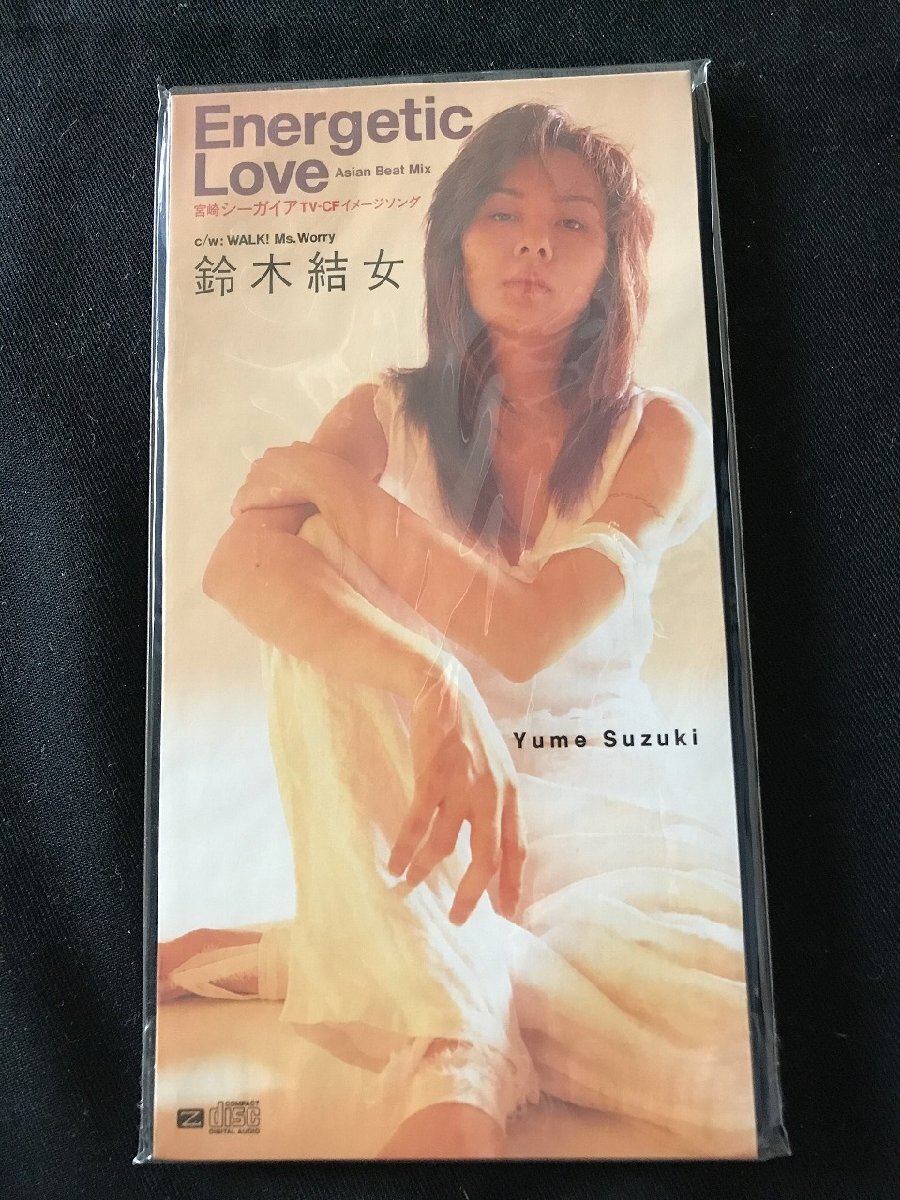 Energetic
Love Asian Beat Mix
宮崎シーガイアTV-CFイメージソング
c/w: WALK! Ms. Worry
鈴木結女
Yume Suzuki
Z COMPACT
disc
DIGITAL AUDIO